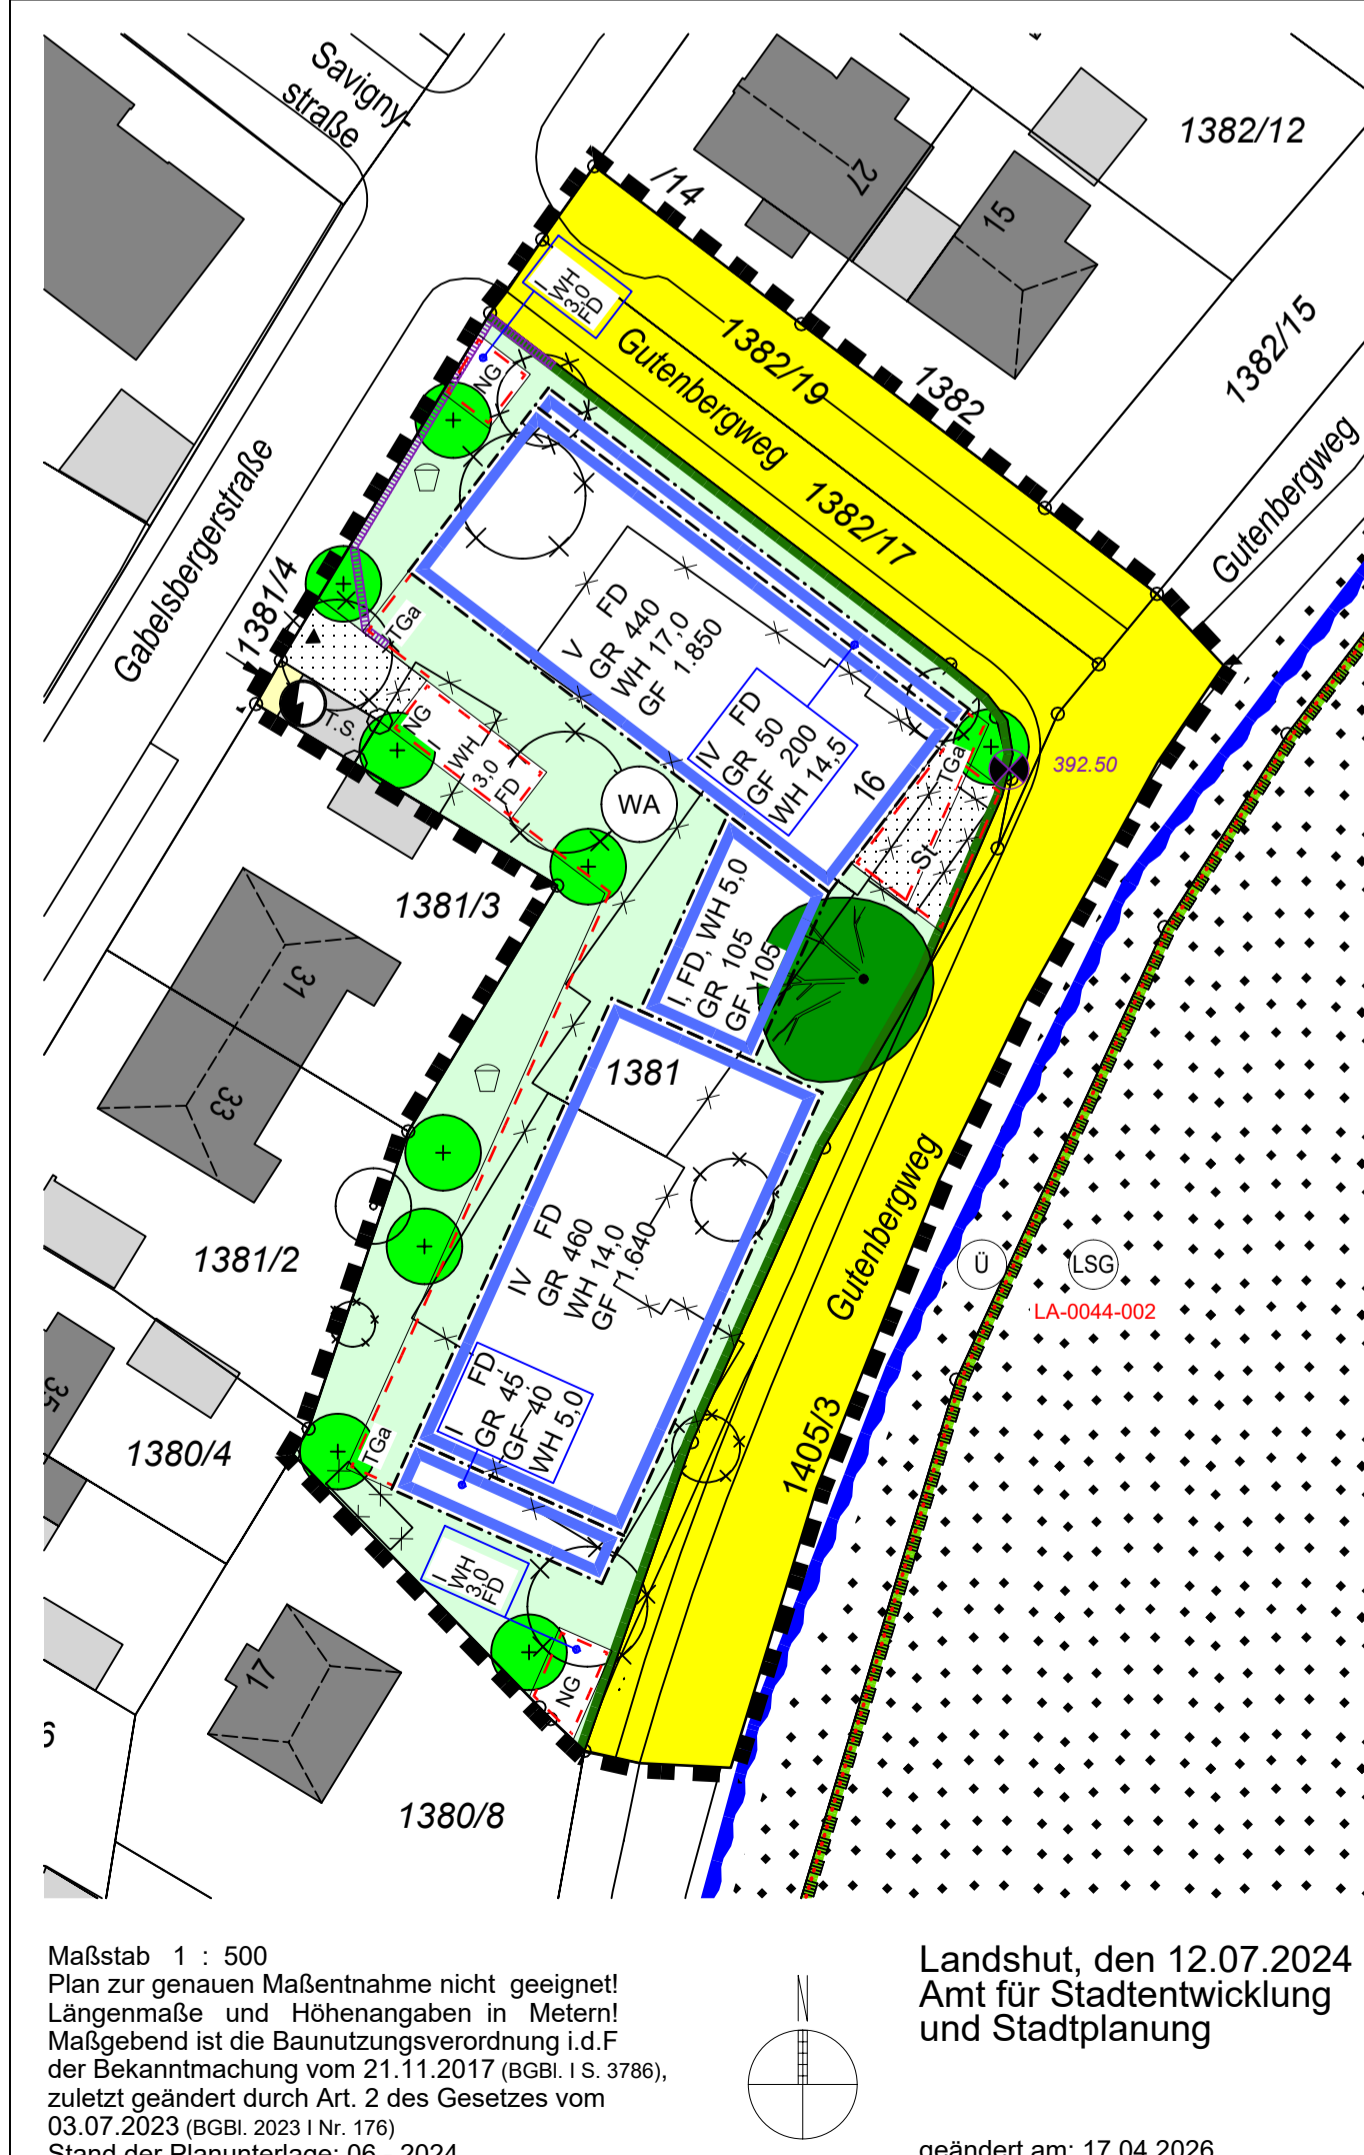 Savigny-
straße
/14
27
15
1382/12
1382/15
I
WH
3,0
FD
1382/19
1382
Gutenbergweg
Gutenbergweg
NG
1382/17
Gabelsbergerstraße
1381/4
TGa
V FD
GR 440
WH 17,0
GF 1.850
IV FD
GR 50
GF 200
WH 14,5
16
T.S.
NG
I
WH
3,0
FD
WA
TGa
St
392.50
1381/3
31
33
I, FD, WH 5,0
GR 105
GF 105
1381
IV FD
GR 460
WH 14,0
GF 1.640
Gutenbergweg
Ü
LSG
LA-0044-002
1381/2
35
1380/4
TGa
I FD
GR 45
GF 40
WH 5,0
1405/3
I
WH
3,0
FD
NG
17
6
1380/8
Maßstab 1 : 500
Plan zur genauen Maßentnahme nicht geeignet!
Längenmaße und Höhenangaben in Metern!
Maßgebend ist die Baunutzungsverordnung i.d.F
der Bekanntmachung vom 21.11.2017 (BGBl. I S. 3786),
zuletzt geändert durch Art. 2 des Gesetzes vom
03.07.2023 (BGBl. 2023 I Nr. 176)
Stand der Planunterlage: 06 - 2024
N
Landshut, den 12.07.2024
Amt für Stadtentwicklung
und Stadtplanung
geändert am: 17.04.2026